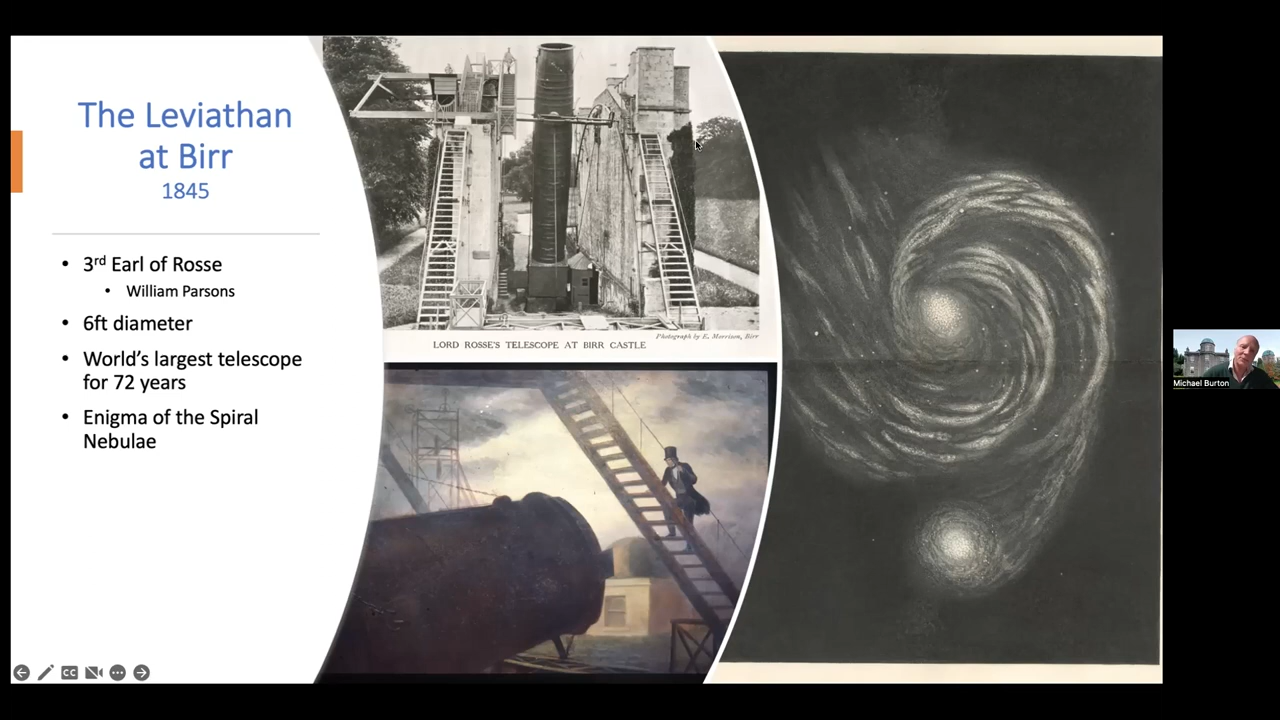 The Leviathan
at Birr
1845
• 3rd Earl of Rosse
• William Parsons
• 6ft diameter
• World's largest telescope
for 72 years
• Enigma of the Spiral
Nebulae
Photograph by E. Morrison, Birr
LORD ROSSE'S TELESCOPE AT BIRR CASTLE
Michael Burton
CC